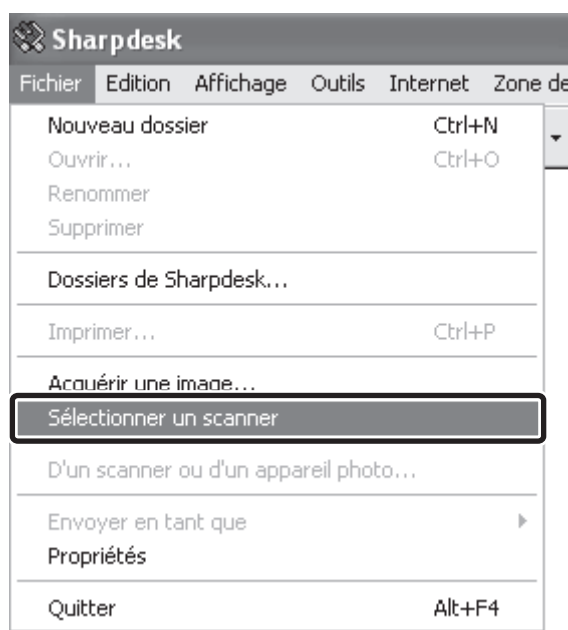 Sharpdesk
Fichier Edition Affichage Outils Internet Zone de
Nouveau dossier Ctrl+N
Ouvrir... Ctrl+O
Renommer
Supprimer
Dossiers de Sharpdesk...
Imprimer... Ctrl+P
Acquérir une image...
Sélectionner un scanner
D'un scanner ou d'un appareil photo...
Envoyer en tant que
Propriétés
Quitter Alt+F4